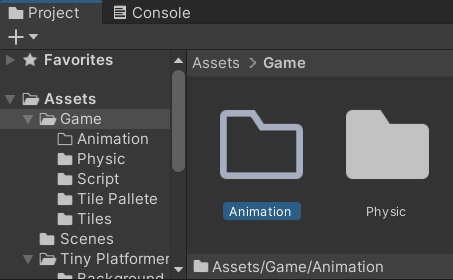 Project
Console
Favorites
Assets
Game
Animation
Physic
Script
Tile Pallete
Tiles
Scenes
Tiny Platformer
Background
Assets > Game
Animation
Physic
Assets/Game/Animation